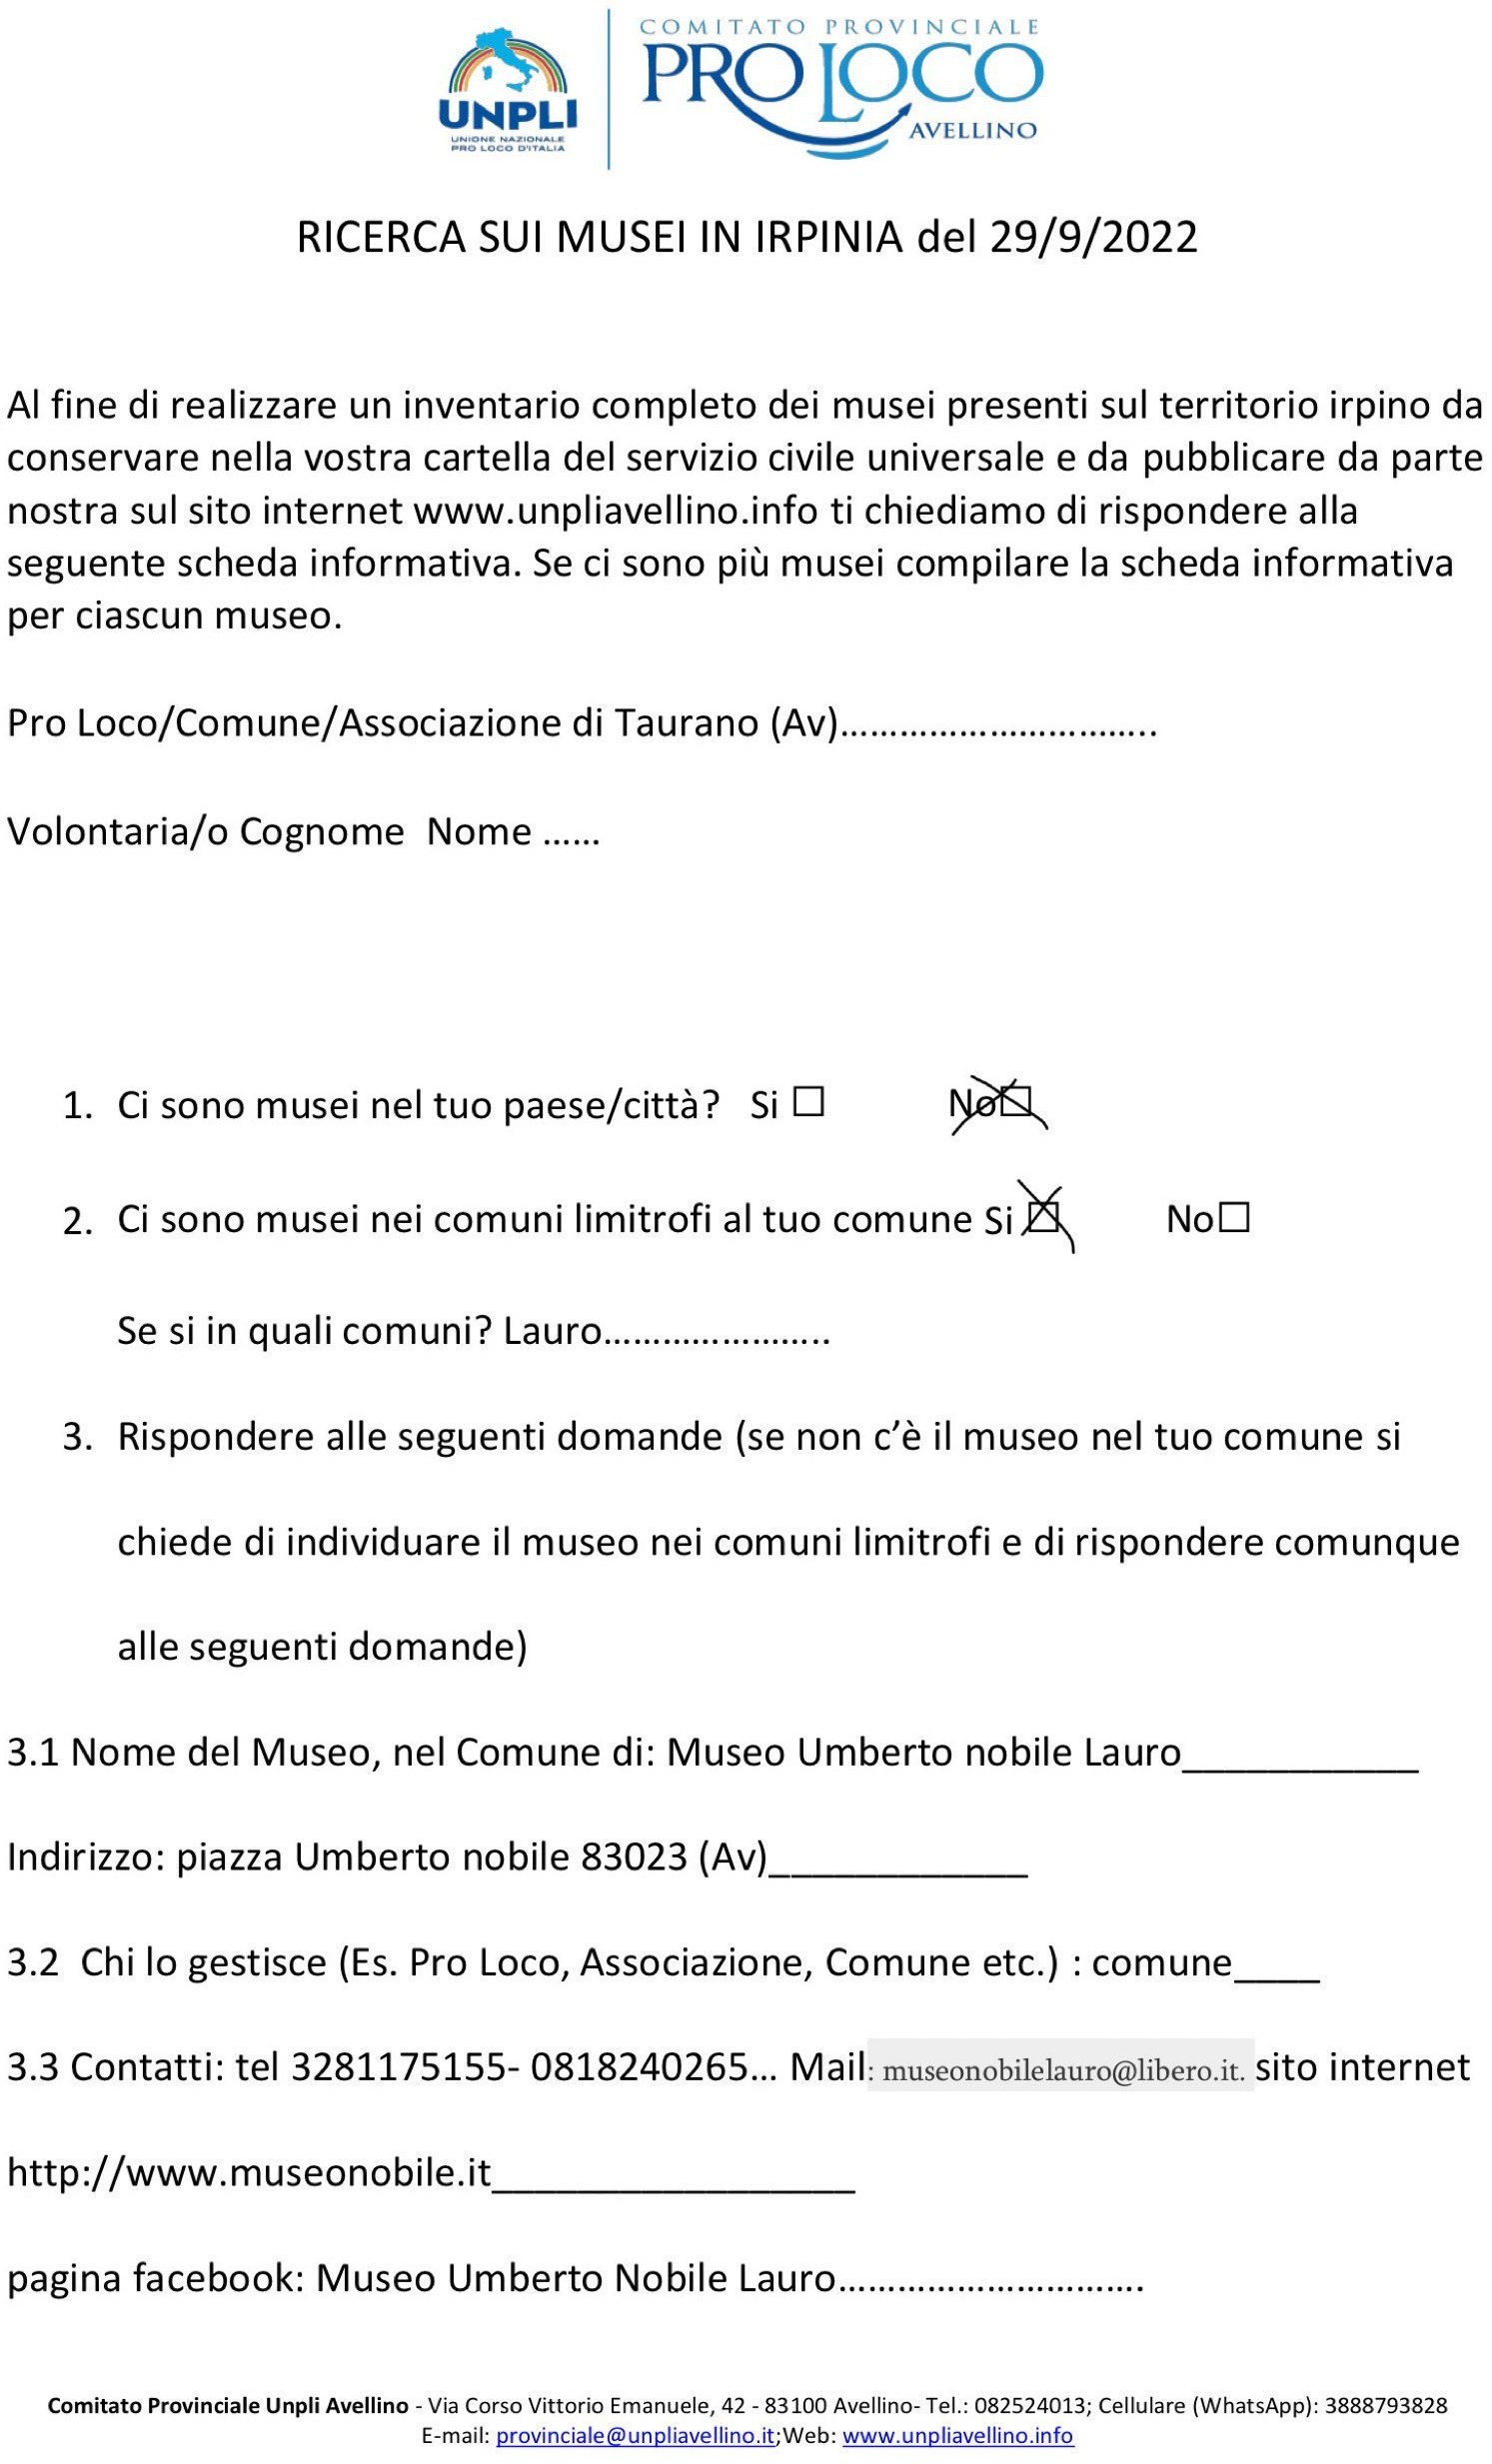 COMITATO PROVINCIALE
PRO LOCO
AVELLINO
UNPLI
UNIONE NAZIONALE
PRO LOCO D'ITALIA
RICERCA SUI MUSEI IN IRPINIA del 29/9/2022
Al fine di realizzare un inventario completo dei musei presenti sul territorio irpino da
conservare nella vostra cartella del servizio civile universale e da pubblicare da parte
nostra sul sito internet www.unpliavellino.info ti chiediamo di rispondere alla
seguente scheda informativa. Se ci sono più musei compilare la scheda informativa
per ciascun museo.
Pro Loco/Comune/Associazione di Taurano (Av)…………………………..
Volontaria/o Cognome  Nome ……
1. Ci sono musei nel tuo paese/città?  Si ☐  No☒
2. Ci sono musei nei comuni limitrofi al tuo comune Si ☒  No☐
Se si in quali comuni? Lauro…………………..
3. Rispondere alle seguenti domande (se non c’è il museo nel tuo comune si
chiede di individuare il museo nei comuni limitrofi e di rispondere comunque
alle seguenti domande)
3.1 Nome del Museo, nel Comune di: Museo Umberto nobile Lauro___________
Indirizzo: piazza Umberto nobile 83023 (Av)____________
3.2  Chi lo gestisce (Es. Pro Loco, Associazione, Comune etc.) : comune____
3.3 Contatti: tel 3281175155- 0818240265… Mail: museonobilelauro@libero.it. sito internet
http://www.museonobile.it_________________
pagina facebook: Museo Umberto Nobile Lauro………………………….
Comitato Provinciale Unpli Avellino - Via Corso Vittorio Emanuele, 42 - 83100 Avellino- Tel.: 082524013; Cellulare (WhatsApp): 3888793828
E-mail: provinciale@unpliavellino.it;Web: www.unpliavellino.info